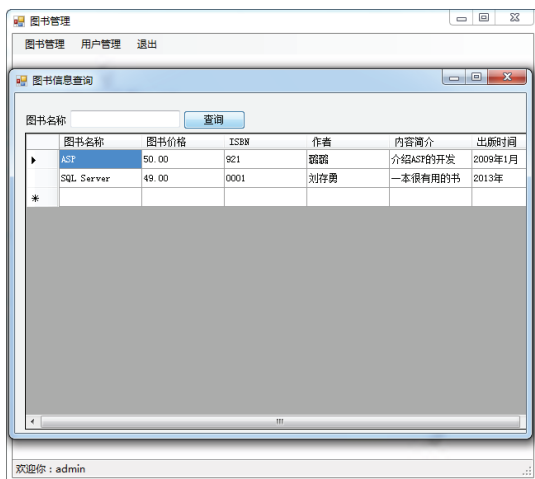 图书管理
图书管理 用户管理 退出
图书信息查询
图书名称 查询
图书名称 图书价格 ISBN 作者 内容简介 出版时间
ASP 50.00 921 介绍ASP的开发 2009年1月
SQL Server 49.00 0001 刘存勇 一本很有用的书 2013年
欢迎你：admin